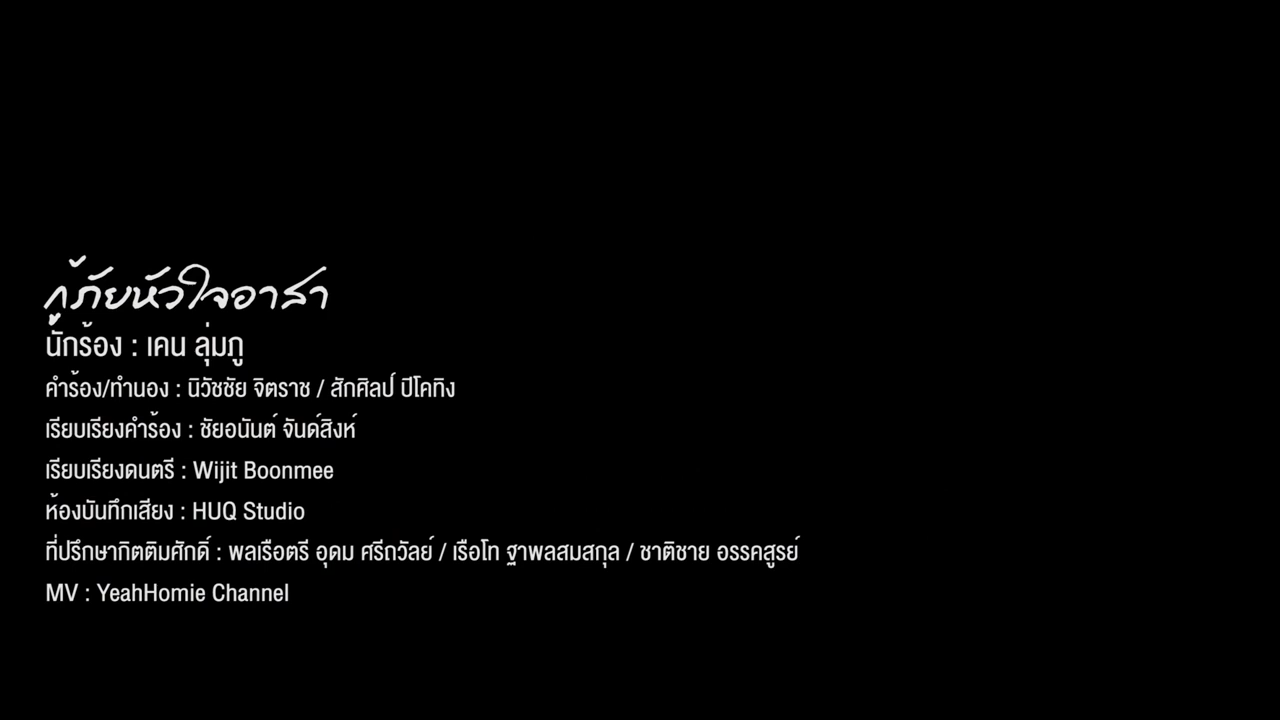 กู้ภัยหัวใจอาสา
นักร้อง : เคน ลุ่มภู
คำร้อง/ทำนอง : นิวัชชัย จิตราช / สักศิลป์ ปีโคทิง
เรียบเรียงคำร้อง : ชัยอนันต์ จันด์สิงห์
เรียบเรียงดนตรี : Wijit Boonmee
ห้องบันทึกเสียง : HUQ Studio
ที่ปรึกษากิตติมศักดิ์ : พลเรือตรี อุดม ศรีถวัลย์ / เรือโท ฐาพลสมสกุล / ชาติชาย อรรคสูรย์
MV : YeahHomie Channel